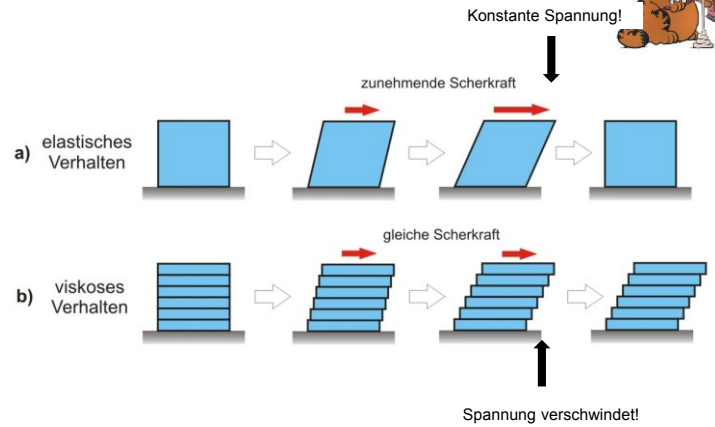 Konstante Spannung!
zunehmende Scherkraft
a) elastisches
Verhalten
gleiche Scherkraft
b) viskoses
Verhalten
Spannung verschwindet!